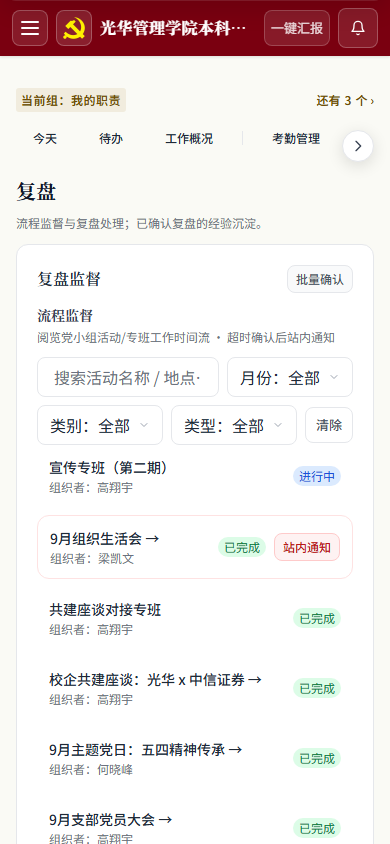 光华管理学院本科…
一键汇报
当前组：我的职责
还有 3 个 ›
今天
待办
工作概况
考勤管理
复盘
流程监督与复盘处理；已确认复盘的经验沉淀。
复盘监督
批量确认
流程监督
阅览党小组活动/专班工作时间流 · 超时确认后站内通知
搜索活动名称 / 地点
月份：全部
类别：全部
类型：全部
清除
宣传专班（第二期）
组织者：高翔宇
进行中
9月组织生活会 →
组织者：梁凯文
已完成
站内通知
共建座谈对接专班
组织者：高翔宇
已完成
校企共建座谈：光华 x 中信证券 →
组织者：高翔宇
已完成
9月主题党日：五四精神传承 →
组织者：何晓峰
已完成
9月支部党员大会 →
组织者：高翔宇
已完成